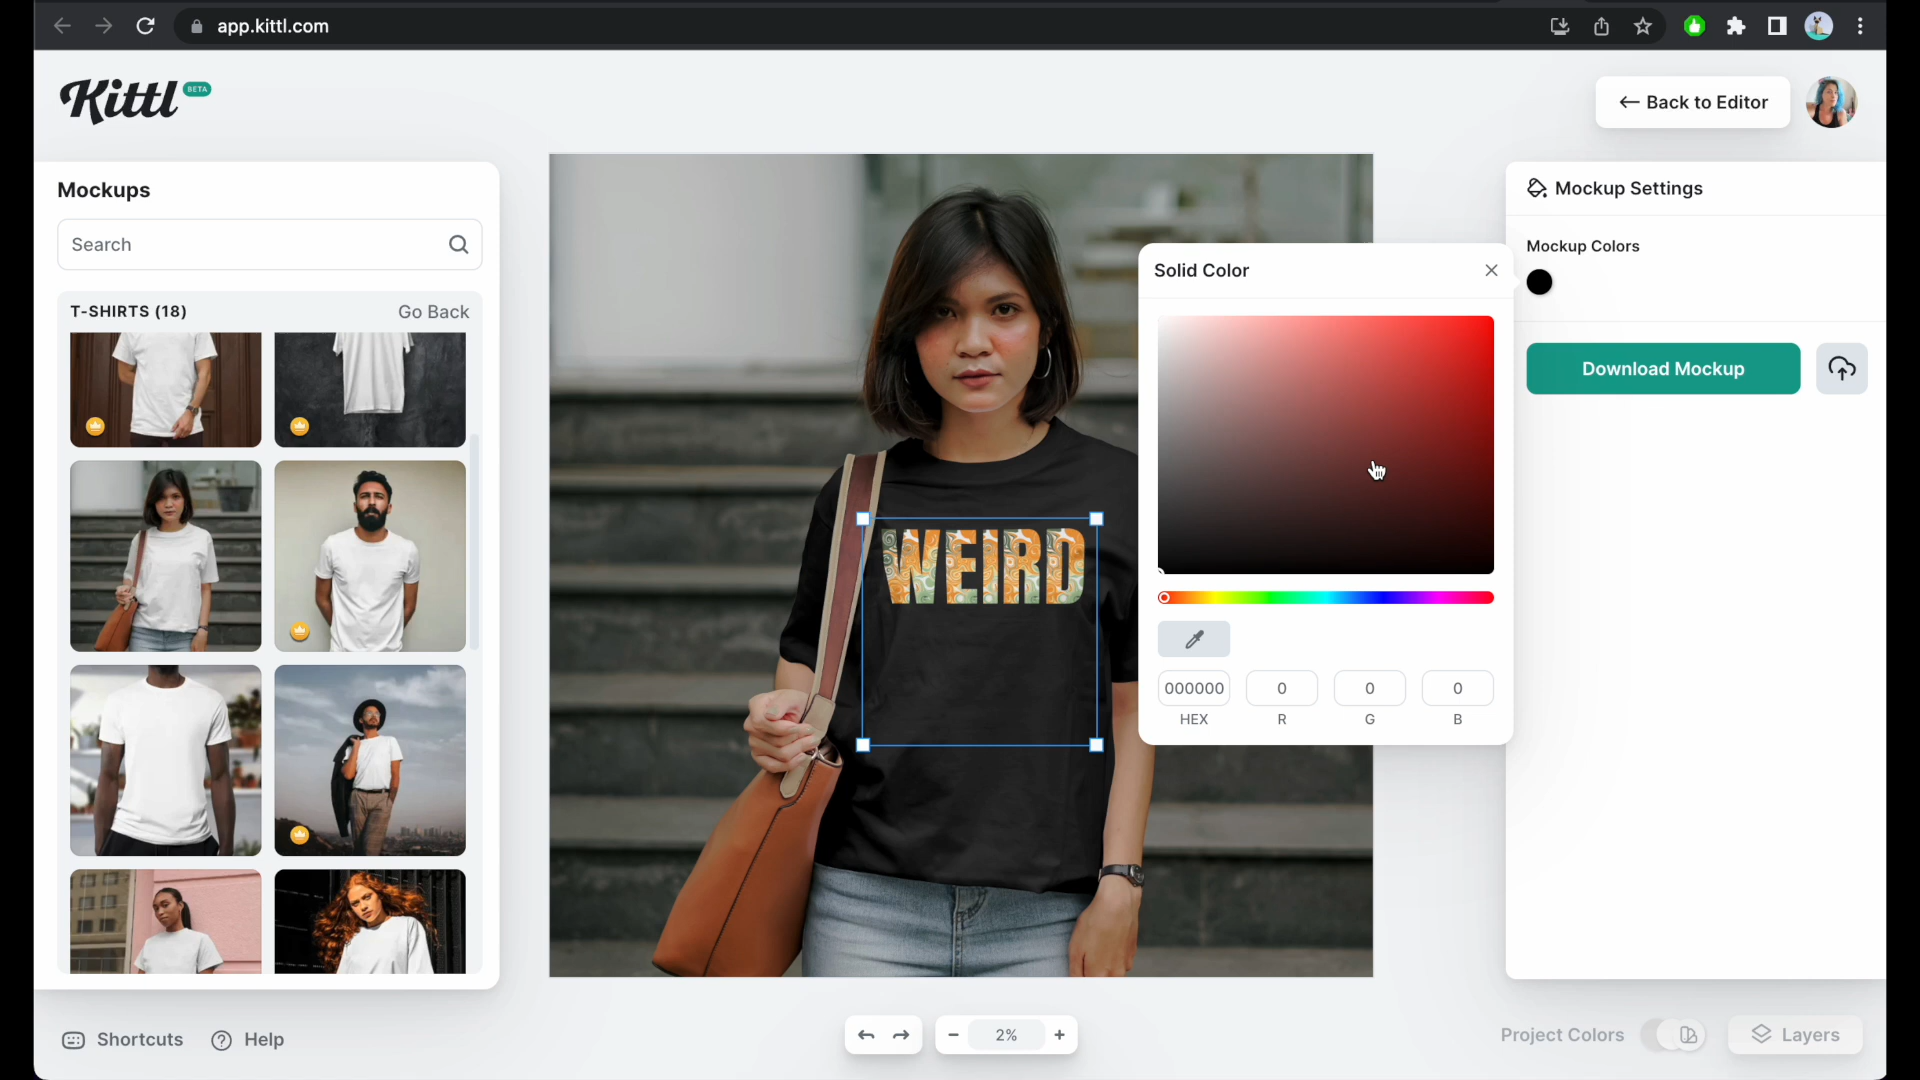 app.kittl.com
Kittl BETA
← Back to Editor
Mockups
Search
T-SHIRTS (18) Go Back
WEIRD
Solid Color
000000 0 0 0
HEX R G B
Mockup Settings
Mockup Colors
Download Mockup
Shortcuts Help
2%
Project Colors Layers